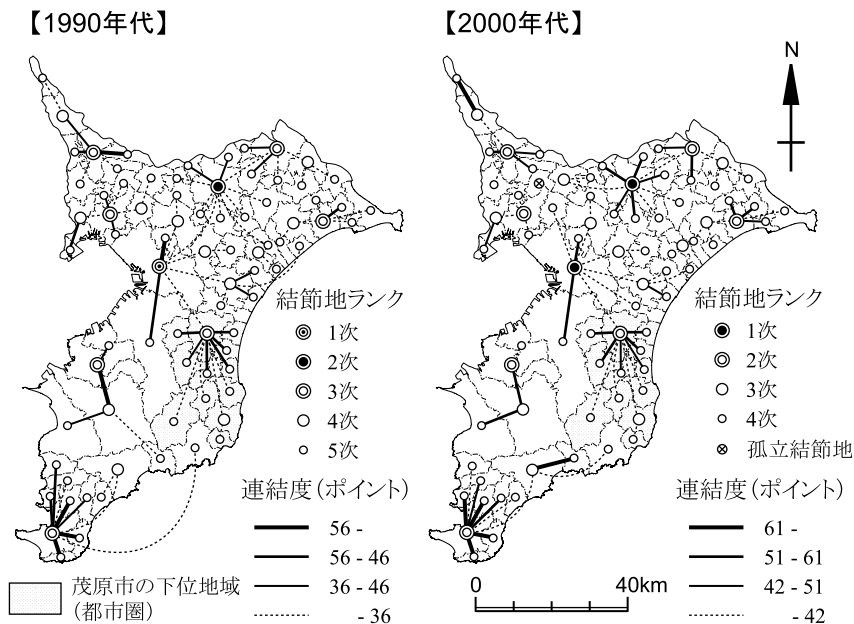 【1990年代】
【2000年代】
N
結節地ランク
1次
2次
3次
4次
5次
連結度(ポイント)
56 -
56 - 46
36 - 46
- 36
茂原市の下位地域
(都市圏)
結節地ランク
1次
2次
3次
4次
孤立結節地
連結度(ポイント)
61 -
51 - 61
42 - 51
- 42
0 40km